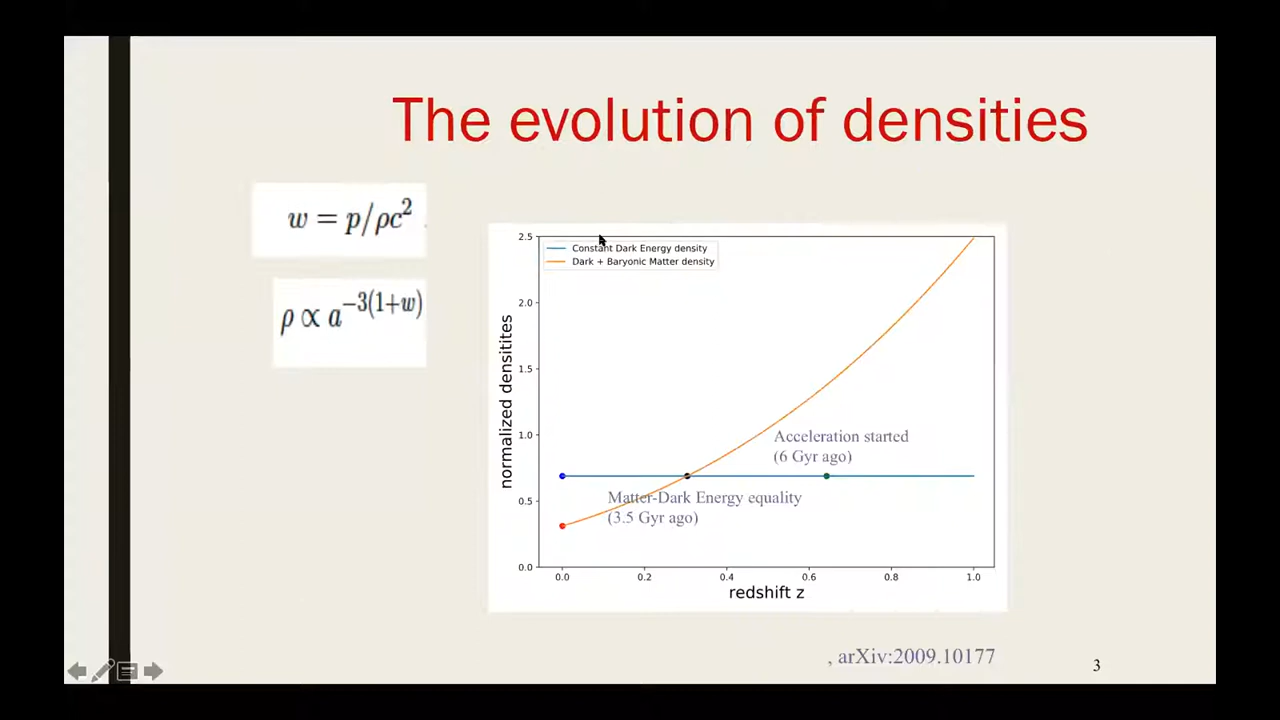 The evolution of densities
w = p/ρc²
ρ ∝ a⁻³⁽¹⁺ʷ⁾
Constant Dark Energy density
Dark + Baryonic Matter density
normalized densitites
2.5
2.0
1.5
1.0
0.5
0.0
Acceleration started
(6 Gyr ago)
Matter-Dark Energy equality
(3.5 Gyr ago)
0.0 0.2 0.4 0.6 0.8 1.0
redshift z
, arXiv:2009.10177
3